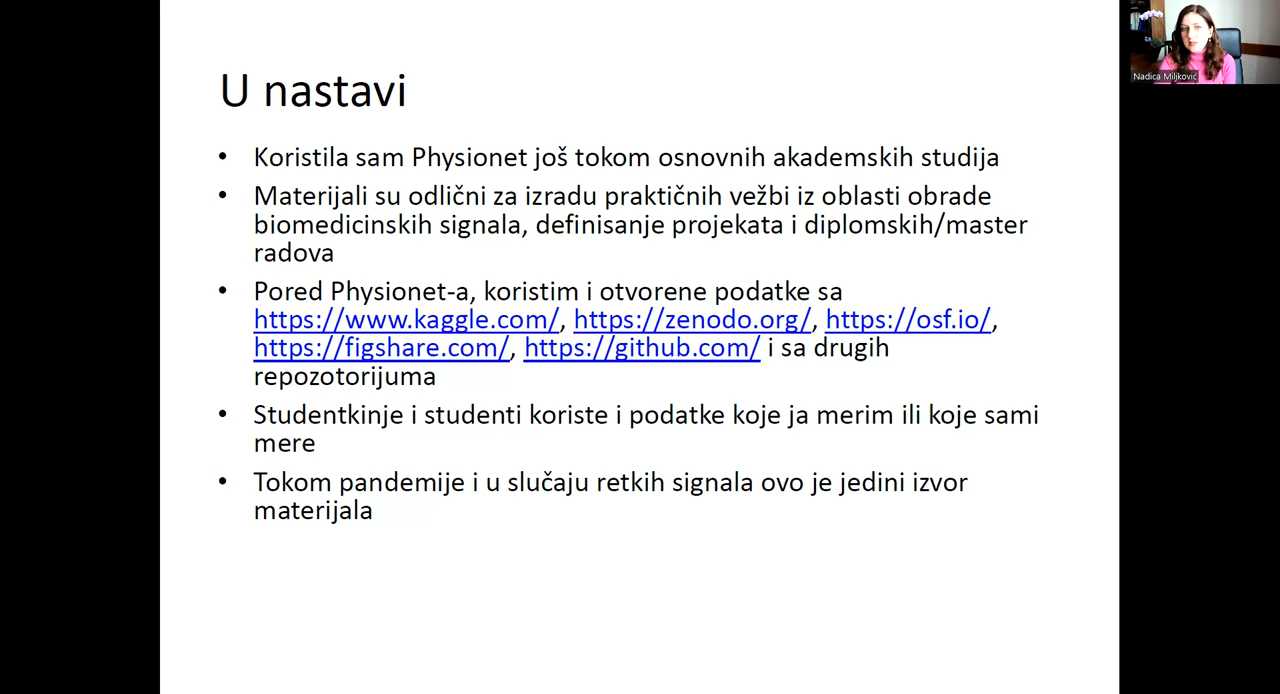 U nastavi
• Koristila sam Physionet još tokom osnovnih akademskih studija
• Materijali su odlični za izradu praktičnih vežbi iz oblasti obrade
biomedicinskih signala, definisanje projekata i diplomskih/master
radova
• Pored Physionet-a, koristim i otvorene podatke sa
https://www.kaggle.com/, https://zenodo.org/, https://osf.io/,
https://figshare.com/, https://github.com/ i sa drugih
repozotorijuma
• Studentkinje i studenti koriste i podatke koje ja merim ili koje sami
mere
• Tokom pandemije i u slučaju retkih signala ovo je jedini izvor
materijala
Nadica Miljković